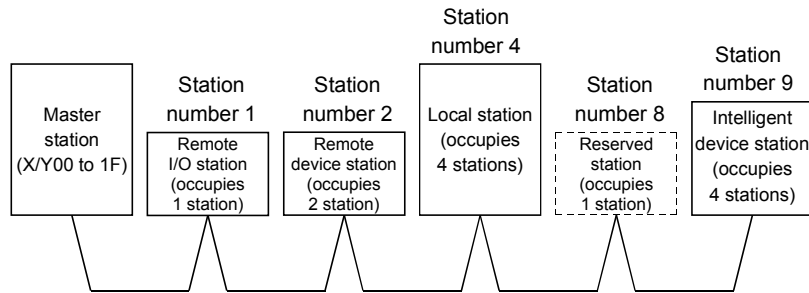 Master
station
(X/Y00 to 1F)
Station
number 1
Remote
I/O station
(occupies
1 station)
Station
number 2
Remote
device station
(occupies
2 station)
Station
number 4
Local station
(occupies
4 stations)
Station
number 8
Reserved
station
(occupies
1 station)
Station
number 9
Intelligent
device station
(occupies
4 stations)